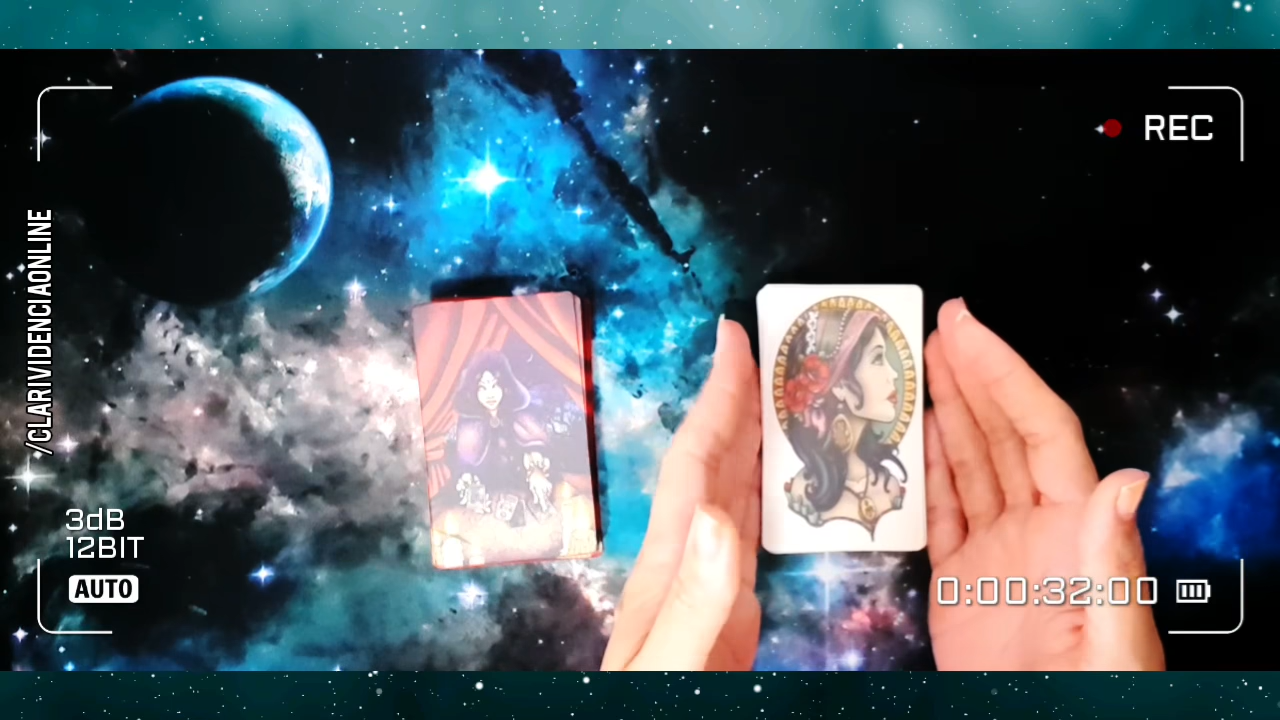 REC
/CLARIVIDENCIAONLINE
3dB
12BIT
AUTO
0:00:32:00